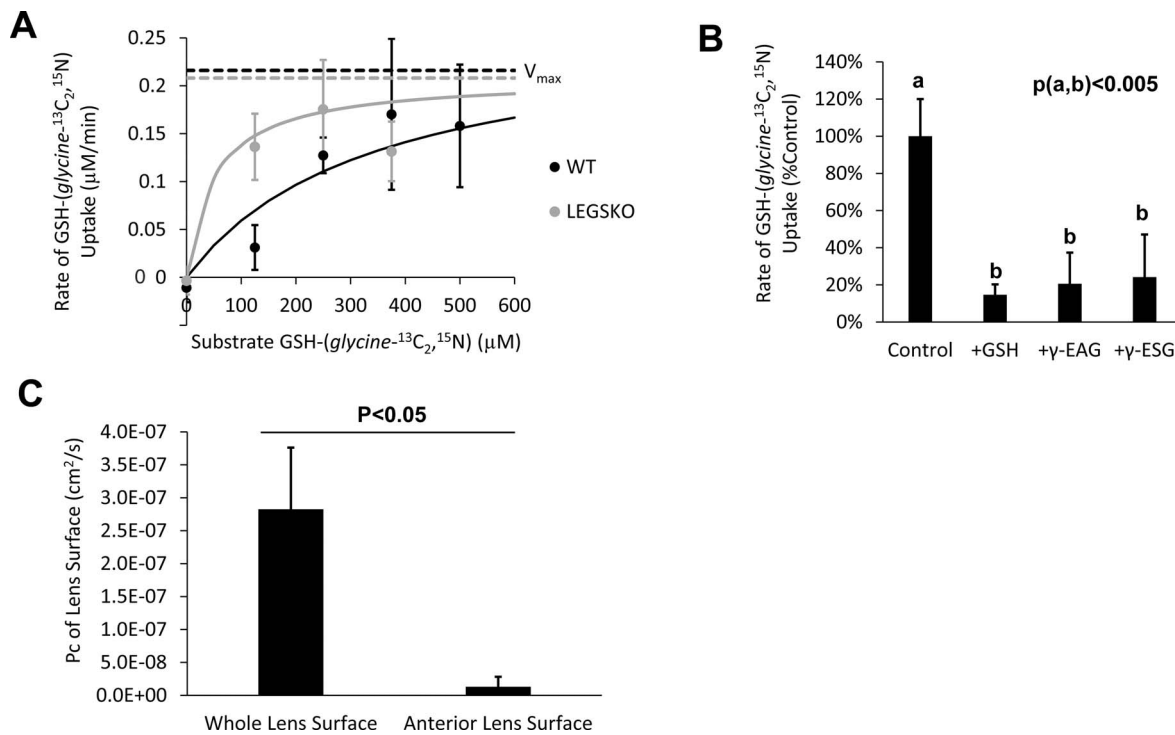 A
Rate of GSH-(glycine-¹³C₂,¹⁵N)
Uptake (µM/min)
0.25
0.2
0.15
0.1
0.05
0
0 100 200 300 400 500 600
Substrate GSH-(glycine-¹³C₂,¹⁵N) (µM)
Vmax
WT
LEGSKO
B
Rate of GSH-(glycine-¹³C₂,¹⁵N)
Uptake (%Control)
140%
120%
100%
80%
60%
40%
20%
0%
a
b
b
b
p(a,b)<0.005
Control +GSH +γ-EAG +γ-ESG
C
Pc of Lens Surface (cm²/s)
4.0E-07
3.5E-07
3.0E-07
2.5E-07
2.0E-07
1.5E-07
1.0E-07
5.0E-08
0.0E+00
P<0.05
Whole Lens Surface Anterior Lens Surface